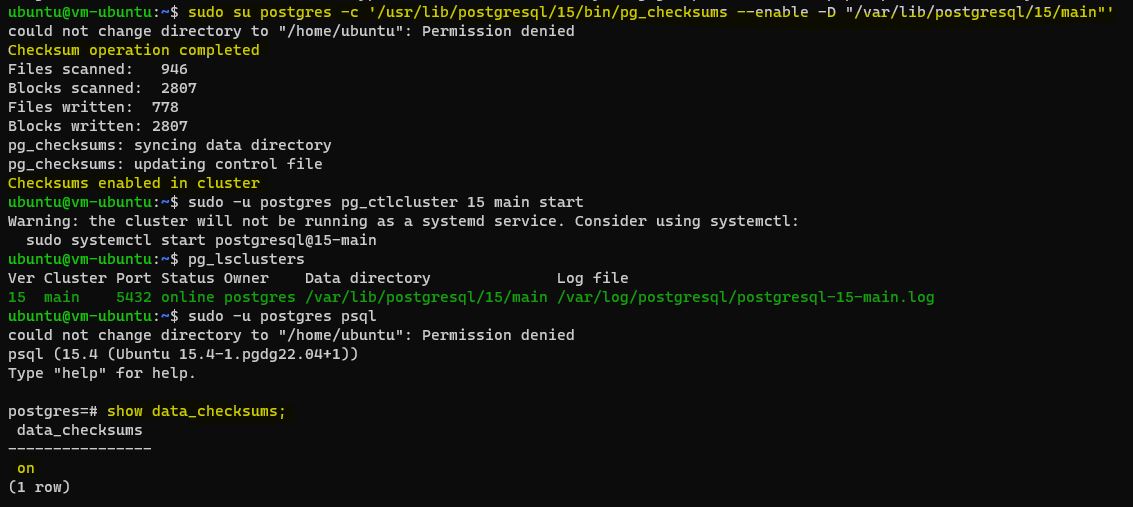 ubuntu@vm-ubuntu:~$ sudo su postgres -c '/usr/lib/postgresql/15/bin/pg_checksums --enable -D "/var/lib/postgresql/15/main"'
could not change directory to "/home/ubuntu": Permission denied
Checksum operation completed
Files scanned:   946
Blocks scanned:  2807
Files written:  778
Blocks written: 2807
pg_checksums: syncing data directory
pg_checksums: updating control file
Checksums enabled in cluster
ubuntu@vm-ubuntu:~$ sudo -u postgres pg_ctlcluster 15 main start
Warning: the cluster will not be running as a systemd service. Consider using systemctl:
  sudo systemctl start postgresql@15-main
ubuntu@vm-ubuntu:~$ pg_lsclusters
Ver Cluster Port Status Owner    Data directory              Log file
15  main    5432 online postgres /var/lib/postgresql/15/main /var/log/postgresql/postgresql-15-main.log
ubuntu@vm-ubuntu:~$ sudo -u postgres psql
could not change directory to "/home/ubuntu": Permission denied
psql (15.4 (Ubuntu 15.4-1.pgdg22.04+1))
Type "help" for help.

postgres=# show data_checksums;
 data_checksums
----------------
 on
(1 row)